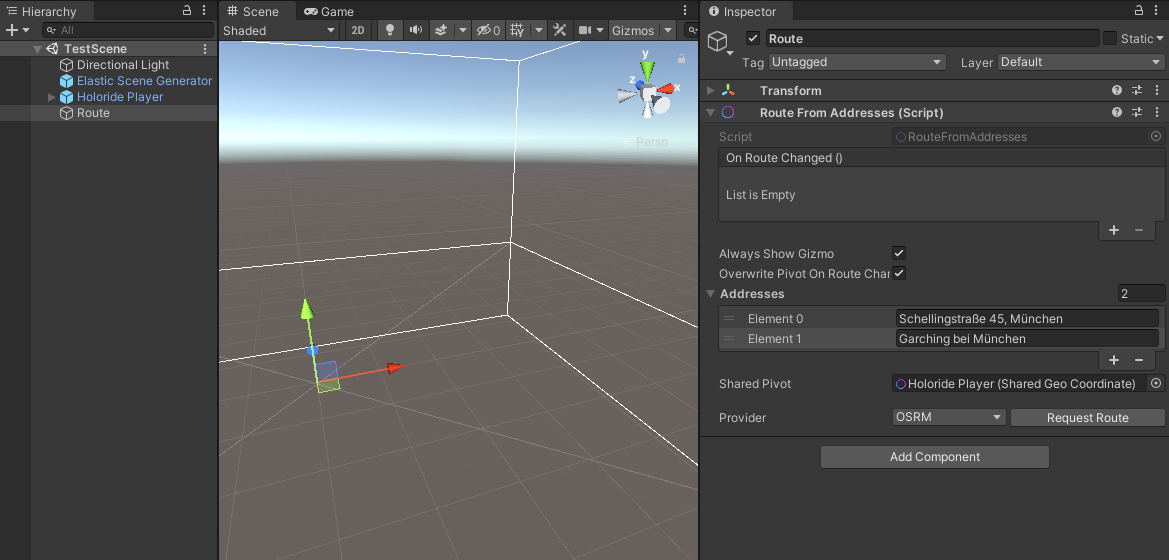 Hierarchy
All
TestScene
Directional Light
Elastic Scene Generator
Holoride Player
Route
Scene
Game
Shaded
2D
0
Gizmos
y
z
x
Persp
Inspector
Route
Static
Tag
Untagged
Layer
Default
Transform
Route From Addresses (Script)
Script
RouteFromAddresses
On Route Changed ()
List is Empty
Always Show Gizmo
Overwrite Pivot On Route Char
Addresses
2
Element 0
Schellingstraße 45, München
Element 1
Garching bei München
Shared Pivot
Holoride Player (Shared Geo Coordinate)
Provider
OSRM
Request Route
Add Component